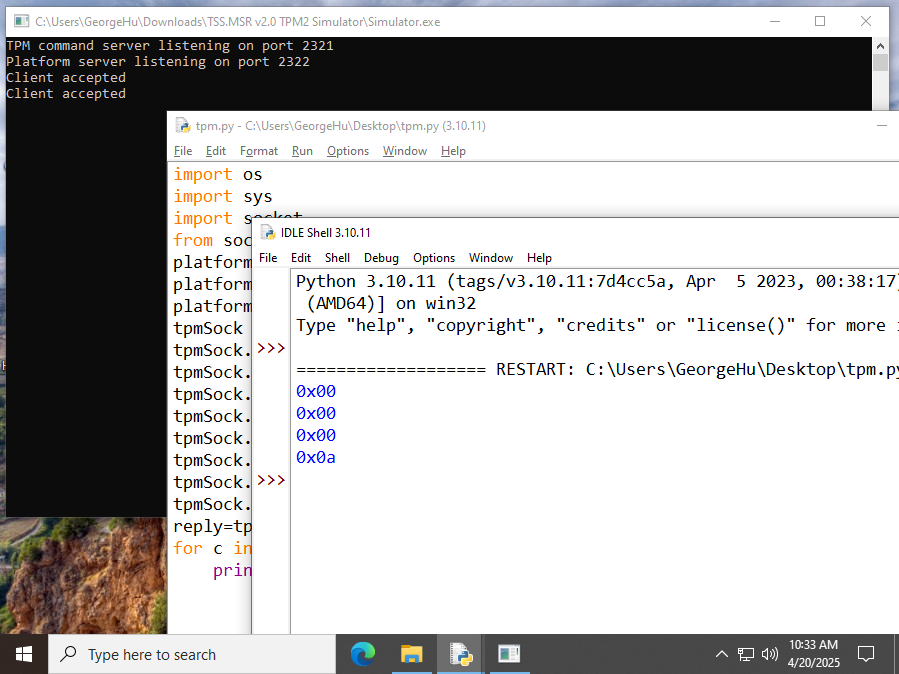 C:\Users\GeorgeHu\Downloads\TSS.MSR v2.0 TPM2 Simulator\Simulator.exe
TPM command server listening on port 2321
Platform server listening on port 2322
Client accepted
Client accepted
tpm.py - C:\Users\GeorgeHu\Desktop\tpm.py (3.10.11)
File Edit Format Run Options Window Help
import os
import sys
import socket
from soc
platform
platform
platform
tpmSock
tpmSock.
tpmSock.
tpmSock.
tpmSock.
tpmSock.
tpmSock.
tpmSock.
tpmSock.
reply=tp
for c in
prin
IDLE Shell 3.10.11
File Edit Shell Debug Options Window Help
Python 3.10.11 (tags/v3.10.11:7d4cc5a, Apr  5 2023, 00:38:17)
(AMD64)] on win32
Type "help", "copyright", "credits" or "license()" for more
>>>
=================== RESTART: C:\Users\GeorgeHu\Desktop\tpm.py
0x00
0x00
0x00
0x0a
>>>
Type here to search
10:33 AM
4/20/2025